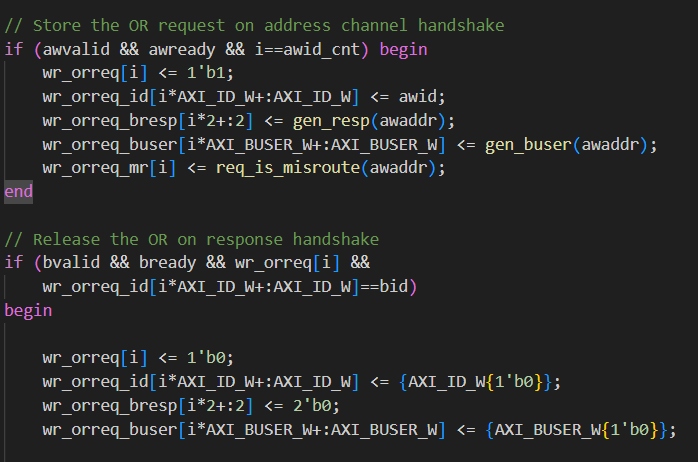 // Store the OR request on address channel handshake
if (awvalid && awready && i==awid_cnt) begin
wr_orreq[i] <= 1'b1;
wr_orreq_id[i*AXI_ID_W+:AXI_ID_W] <= awid;
wr_orreq_bresp[i*2+:2] <= gen_resp(awaddr);
wr_orreq_buser[i*AXI_BUSER_W+:AXI_BUSER_W] <= gen_buser(awaddr);
wr_orreq_mr[i] <= req_is_misroute(awaddr);
end
// Release the OR on response handshake
if (bvalid && bready && wr_orreq[i] &&
wr_orreq_id[i*AXI_ID_W+:AXI_ID_W]==bid)
begin
wr_orreq[i] <= 1'b0;
wr_orreq_id[i*AXI_ID_W+:AXI_ID_W] <= {AXI_ID_W{1'b0}};
wr_orreq_bresp[i*2+:2] <= 2'b0;
wr_orreq_buser[i*AXI_BUSER_W+:AXI_BUSER_W] <= {AXI_BUSER_W{1'b0}};